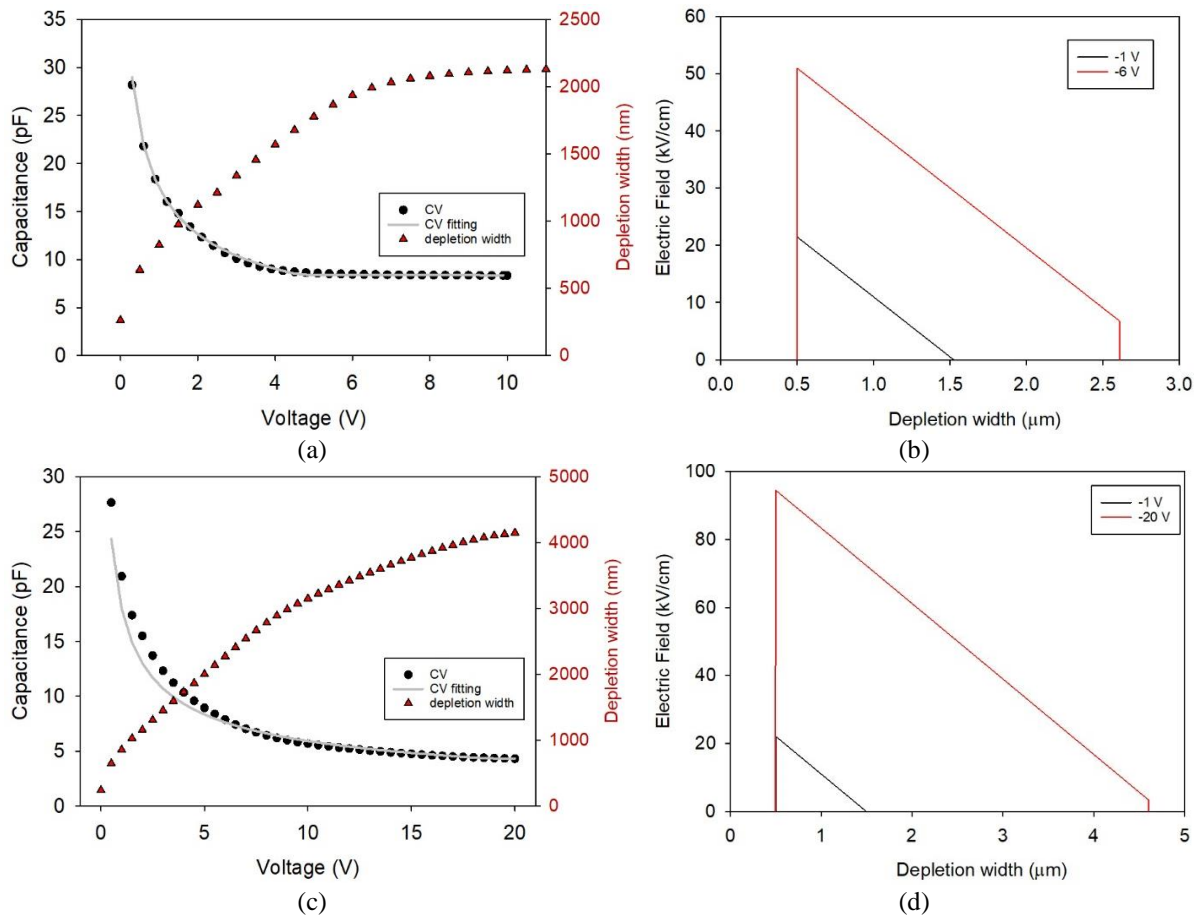 35
30
25
20
15
10
5
0
Capacitance (pF)
2500
2000
1500
1000
500
0
Depletion width (nm)
CV
CV fitting
depletion width
0 2 4 6 8 10
Voltage (V)
(a)
60
50
40
30
20
10
0
Electric Field (kV/cm)
-1 V
-6 V
0.0 0.5 1.0 1.5 2.0 2.5 3.0
Depletion width (μm)
(b)
30
25
20
15
10
5
0
Capacitance (pF)
5000
4000
3000
2000
1000
0
Depletion width (nm)
CV
CV fitting
depletion width
0 5 10 15 20
Voltage (V)
(c)
100
80
60
40
20
0
Electric Field (kV/cm)
-1 V
-20 V
0 1 2 3 4 5
Depletion width (μm)
(d)